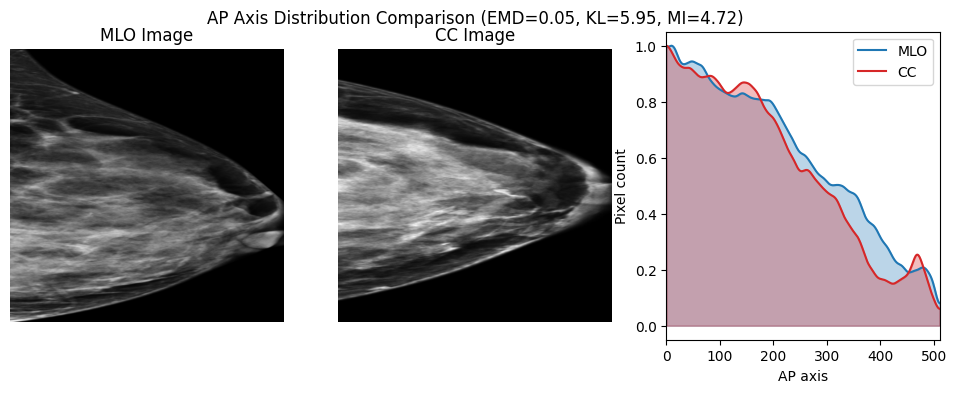 AP Axis Distribution Comparison (EMD=0.05, KL=5.95, MI=4.72)
MLO Image
CC Image
MLO
CC
Pixel count
1.0
0.8
0.6
0.4
0.2
0.0
0 100 200 300 400 500
AP axis